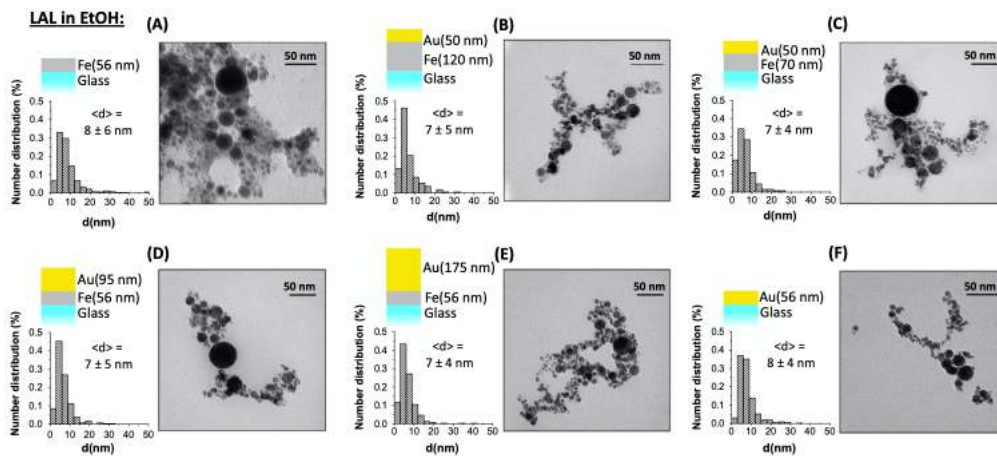 LAL in EtOH:
(A)
Fe(56 nm)
Glass
Number distribution (%)
0.5
0.4
0.3
0.2
0.1
0.0
<d> =
8 ± 6 nm
0 10 20 30 40 50
d(nm)
50 nm
(B)
Au(50 nm)
Fe(120 nm)
Glass
Number distribution (%)
0.5
0.4
0.3
0.2
0.1
0.0
<d> =
7 ± 5 nm
0 10 20 30 40 50
d(nm)
50 nm
(C)
Au(50 nm)
Fe(70 nm)
Glass
Number distribution (%)
0.5
0.4
0.3
0.2
0.1
0.0
<d> =
7 ± 4 nm
0 10 20 30 40 50
d(nm)
50 nm
(D)
Au(95 nm)
Fe(56 nm)
Glass
Number distribution (%)
0.5
0.4
0.3
0.2
0.1
0.0
<d> =
7 ± 5 nm
0 10 20 30 40 50
d(nm)
50 nm
(E)
Au(175 nm)
Fe(56 nm)
Glass
Number distribution (%)
0.5
0.4
0.3
0.2
0.1
0.0
<d> =
7 ± 4 nm
0 10 20 30 40 50
d(nm)
50 nm
(F)
Au(56 nm)
Glass
Number distribution (%)
0.5
0.4
0.3
0.2
0.1
0.0
<d> =
8 ± 4 nm
0 10 20 30 40 50
d(nm)
50 nm